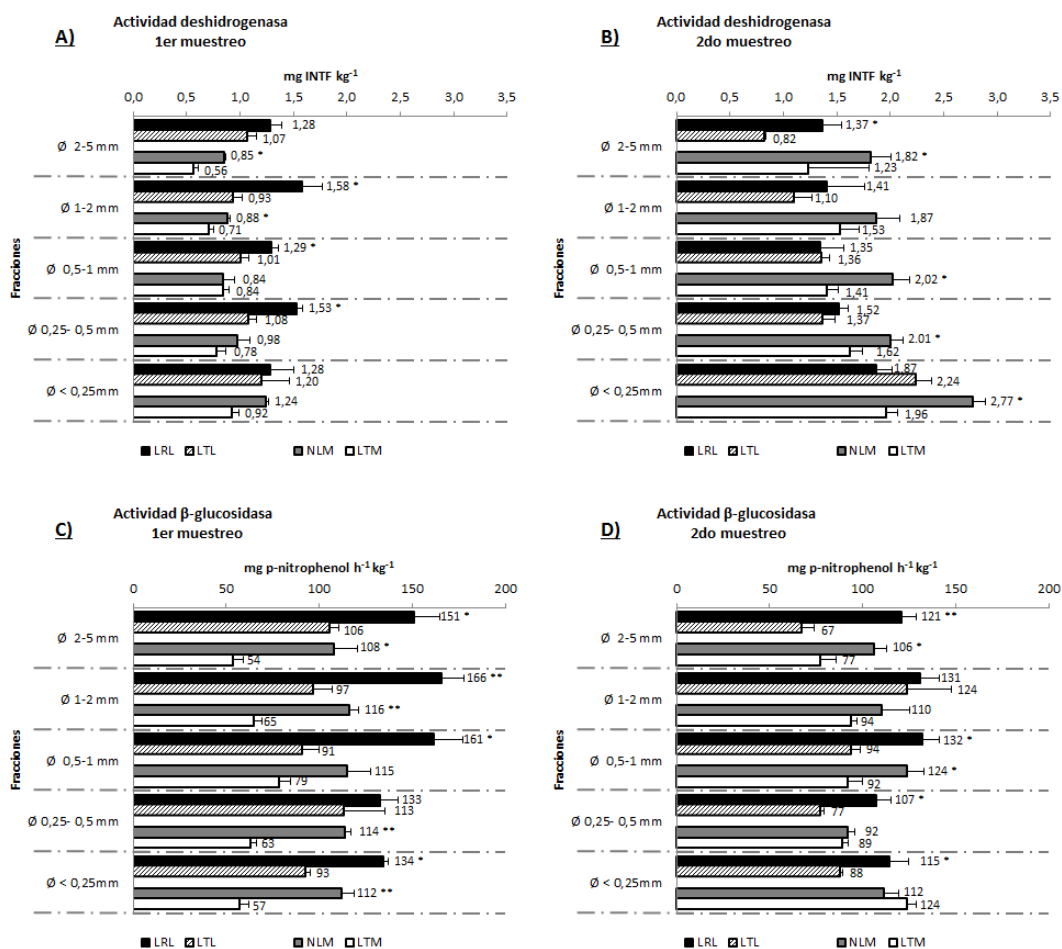 A)
Actividad deshidrogenasa
1er muestreo
mg INTF kg⁻¹
0,0 0,5 1,0 1,5 2,0 2,5 3,0 3,5
Fracciones
Ø 2-5 mm
1,28
1,07
0,85 *
0,56
Ø 1-2 mm
1,58 *
0,93
0,88 *
0,71
Ø 0,5-1 mm
1,29 *
1,01
0,84
0,84
Ø 0,25- 0,5 mm
1,53 *
1,08
0,98
0,78
Ø < 0,25mm
1,28
1,20
1,24
0,92
LRL LTL NLM LTM
B)
Actividad deshidrogenasa
2do muestreo
mg INTF kg⁻¹
0,0 0,5 1,0 1,5 2,0 2,5 3,0 3,5
Fracciones
Ø 2-5 mm
1,37 *
0,82
1,82 *
1,23
Ø 1-2 mm
1,41
1,10
1,87
1,53
Ø 0,5-1 mm
1,35
1,36
2,02 *
1,41
Ø 0,25- 0,5 mm
1,52
1,37
2.01 *
1,62
Ø < 0,25mm
1,87
2,24
2,77 *
1,96
LRL LTL NLM LTM
C)
Actividad β-glucosidasa
1er muestreo
mg p-nitrophenol h⁻¹ kg⁻¹
0 50 100 150 200
Fracciones
Ø 2-5 mm
151 *
106
108 *
54
Ø 1-2 mm
166 **
97
116 **
65
Ø 0,5-1 mm
161 *
91
115
79
Ø 0,25- 0,5 mm
133
113
114 **
63
Ø < 0,25mm
134 *
93
112 **
57
LRL LTL NLM LTM
D)
Actividad β-glucosidasa
2do muestreo
mg p-nitrophenol h⁻¹ kg⁻¹
0 50 100 150 200
Fracciones
Ø 2-5 mm
121 **
67
106 *
77
Ø 1-2 mm
131
124
110
94
Ø 0,5-1 mm
132 *
94
124 *
92
Ø 0,25- 0,5 mm
107 *
77
92
89
Ø < 0,25mm
115 *
88
112
124
LRL LTL NLM LTM